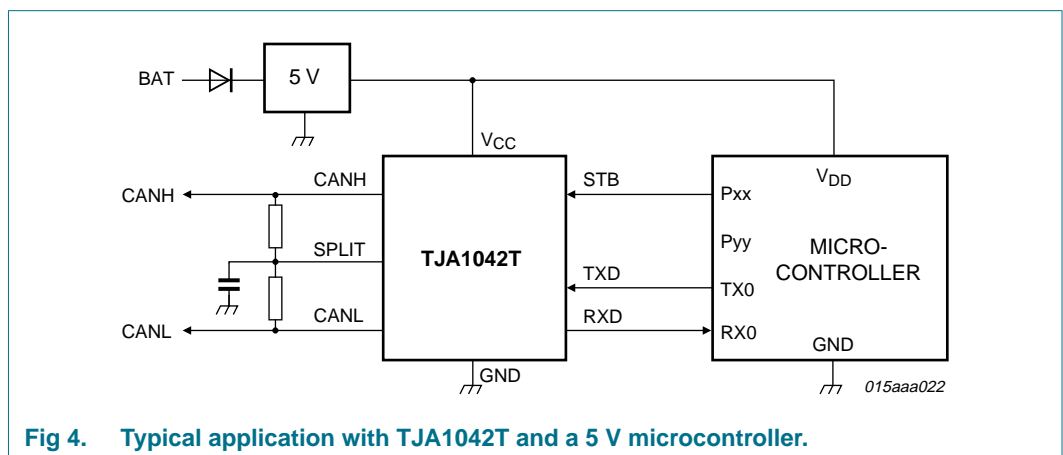 BAT
5 V
VCC
VDD
CANH
CANH
STB
Pxx
SPLIT
TJA1042T
Pyy
MICRO-
CONTROLLER
TXD
TX0
CANL
CANL
RXD
RX0
GND
GND
015aaa022
Fig 4. Typical application with TJA1042T and a 5 V microcontroller.